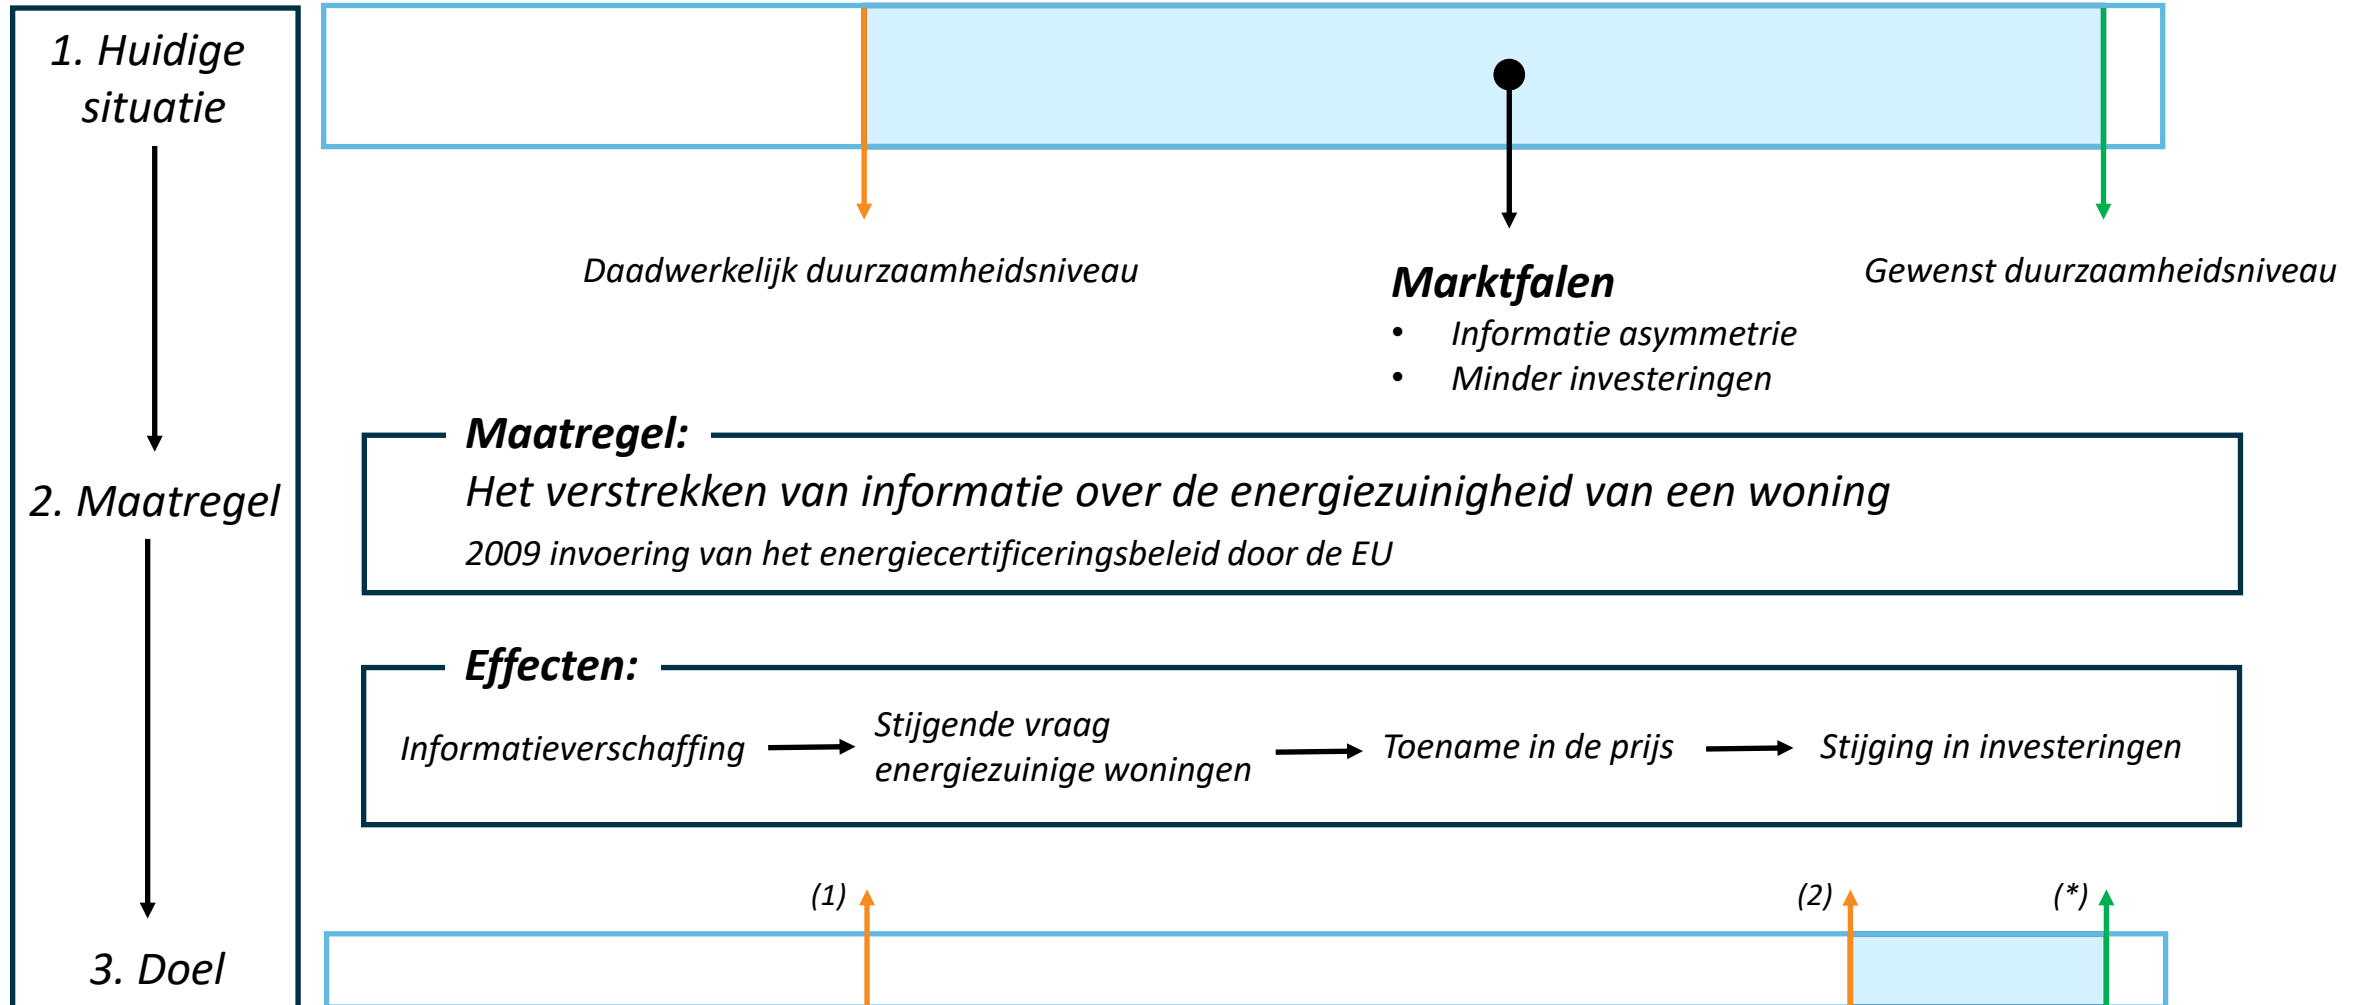 1. Huidige
situatie
2. Maatregel
3. Doel
Daadwerkelijk duurzaamheidsniveau
Marktfalen
• Informatie asymmetrie
• Minder investeringen
Gewenst duurzaamheidsniveau
Maatregel:
Het verstrekken van informatie over de energiezuinigheid van een woning
2009 invoering van het energiecertificeringsbeleid door de EU
Effecten:
Informatieverschaffing
Stijgende vraag
energiezuinige woningen
Toename in de prijs
Stijging in investeringen
(1)
(2)
(*)